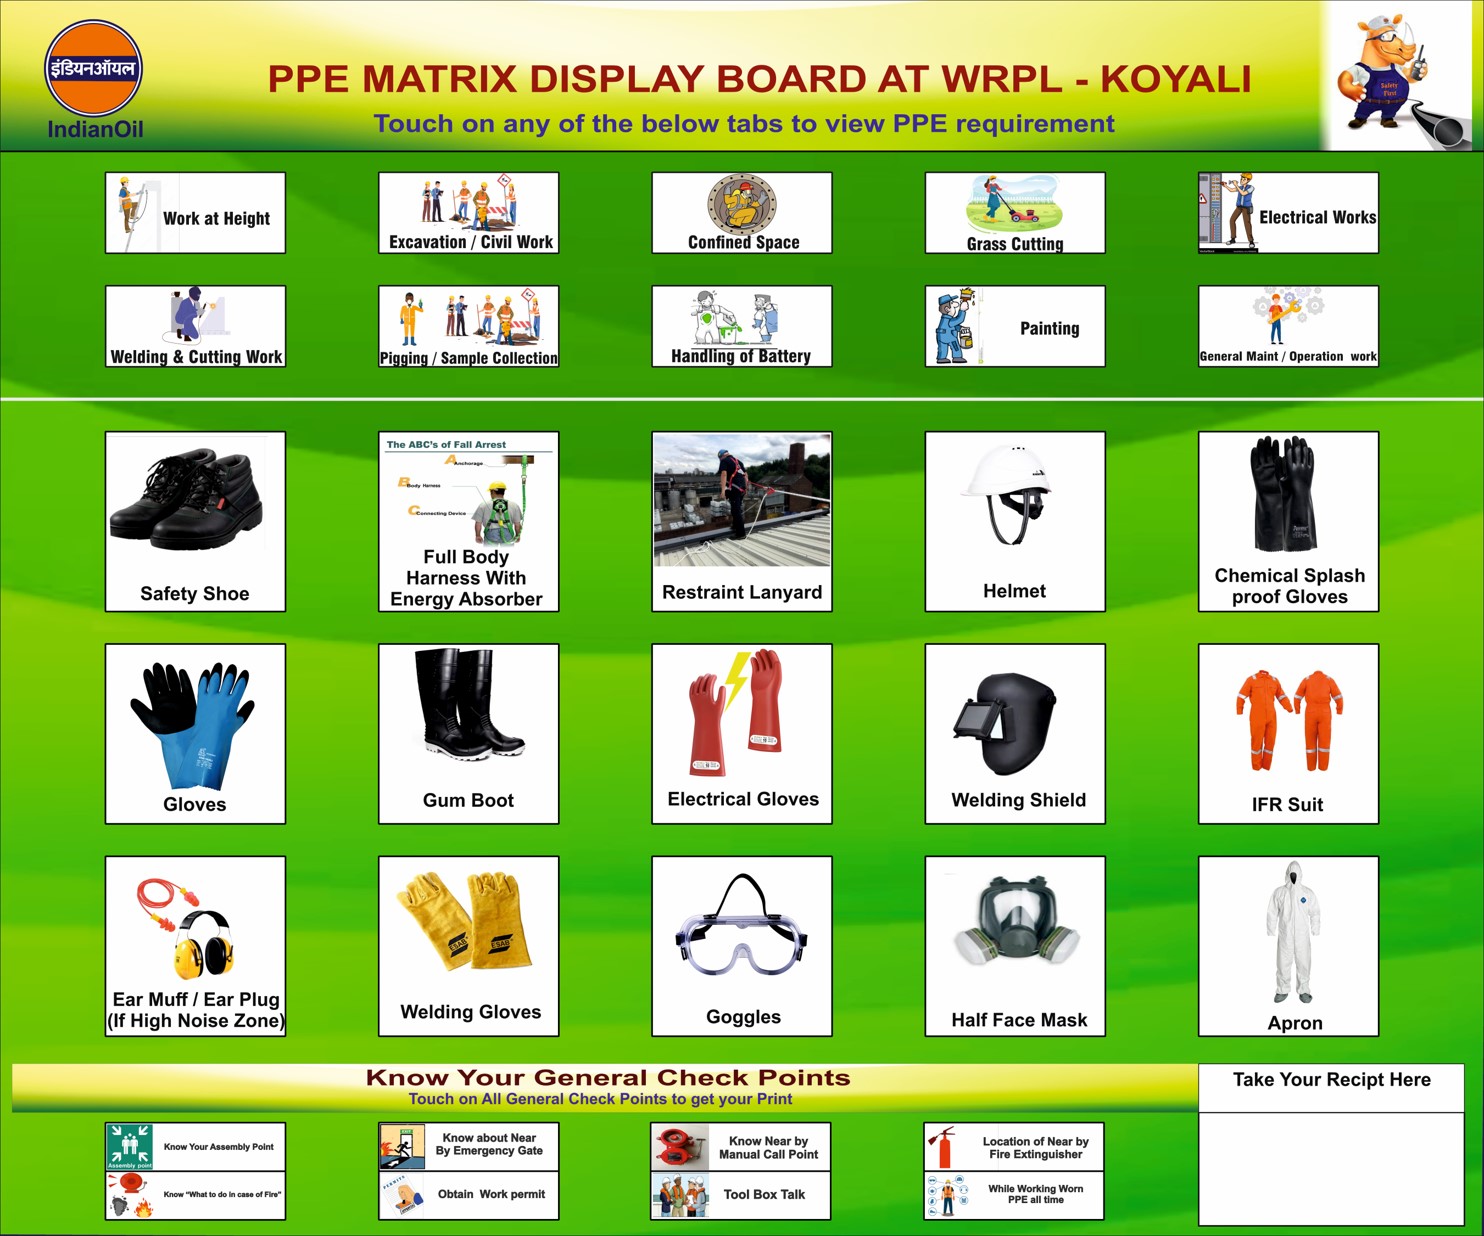 इंडियनऑयल
IndianOil
PPE MATRIX DISPLAY BOARD AT WRPL - KOYALI
Touch on any of the below tabs to view PPE requirement
Safety
First
Work at Height
Excavation / Civil Work
Confined Space
Grass Cutting
Electrical Works
Welding & Cutting Work
Pigging / Sample Collection
Handling of Battery
Painting
General Maint / Operation work
Safety Shoe
The ABC's of Fall Arrest
Anchorage
Body Harness
Connecting Device
Full Body
Harness With
Energy Absorber
Restraint Lanyard
Helmet
Chemical Splash
proof Gloves
Gloves
Gum Boot
Electrical Gloves
Welding Shield
IFR Suit
Ear Muff / Ear Plug
(If High Noise Zone)
ESAB
ESAB
Welding Gloves
Goggles
Half Face Mask
Apron
Know Your General Check Points
Touch on All General Check Points to get your Print
Take Your Recipt Here
Assembly point
Know Your Assembly Point
Know about Near
By Emergency Gate
Know Near by
Manual Call Point
Location of Near by
Fire Extinguisher
Know "What to do in case of Fire"
PERMITS
Obtain Work permit
Tool Box Talk
While Working Worn
PPE all time